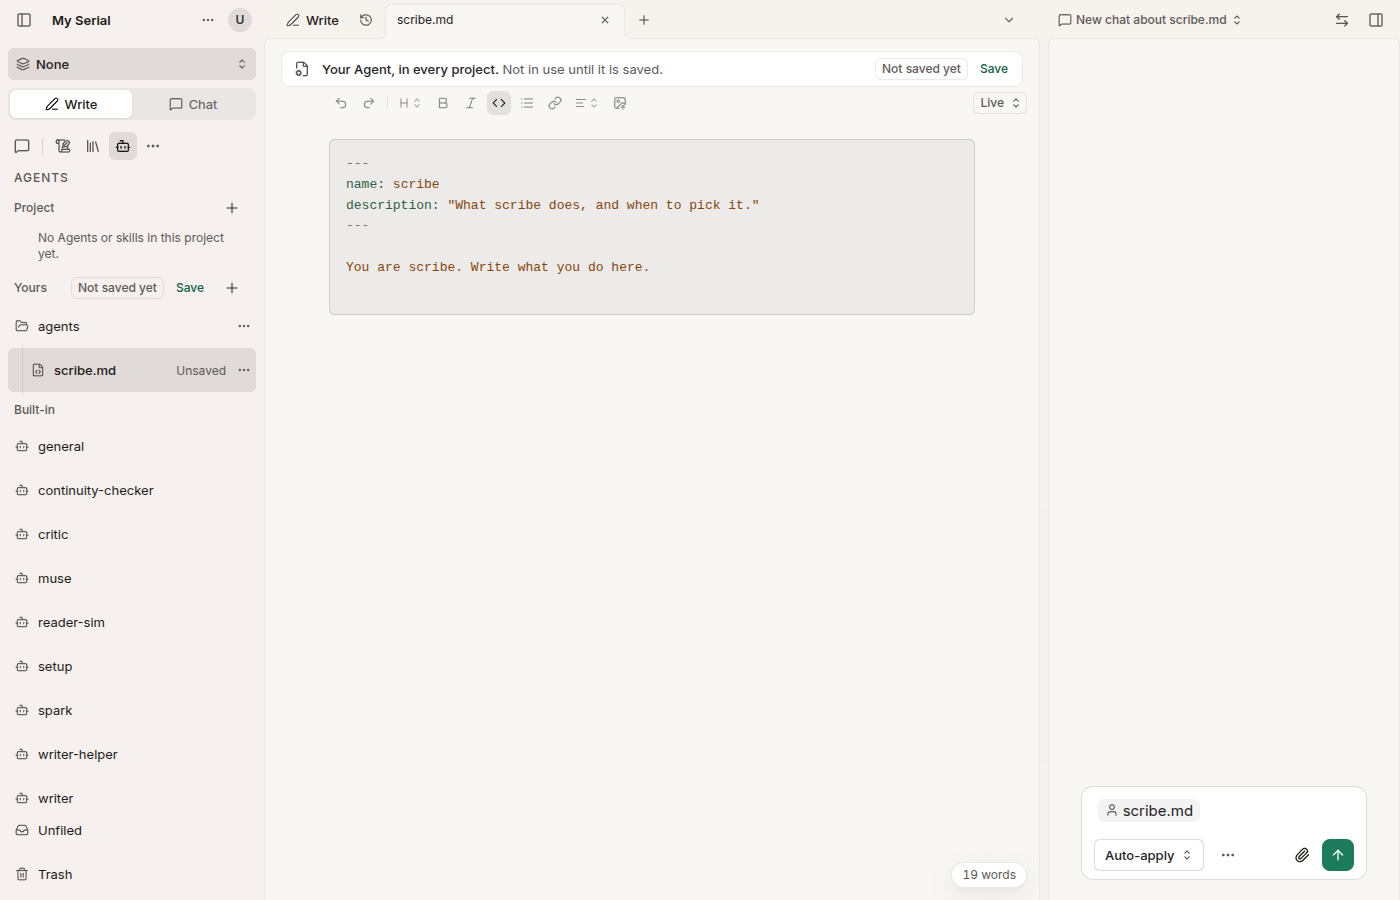 My Serial
U
None
Write
Chat
AGENTS
Project
No Agents or skills in this project
yet.
Yours
Not saved yet
Save
agents
scribe.md
Unsaved
Built-in
general
continuity-checker
critic
muse
reader-sim
setup
spark
writer-helper
writer
Unfiled
Trash
Write
scribe.md
Your Agent, in every project. Not in use until it is saved.
Not saved yet
Save
H
B
I
Live
---
name: scribe
description: "What scribe does, and when to pick it."
---
You are scribe. Write what you do here.
19 words
New chat about scribe.md
scribe.md
Auto-apply